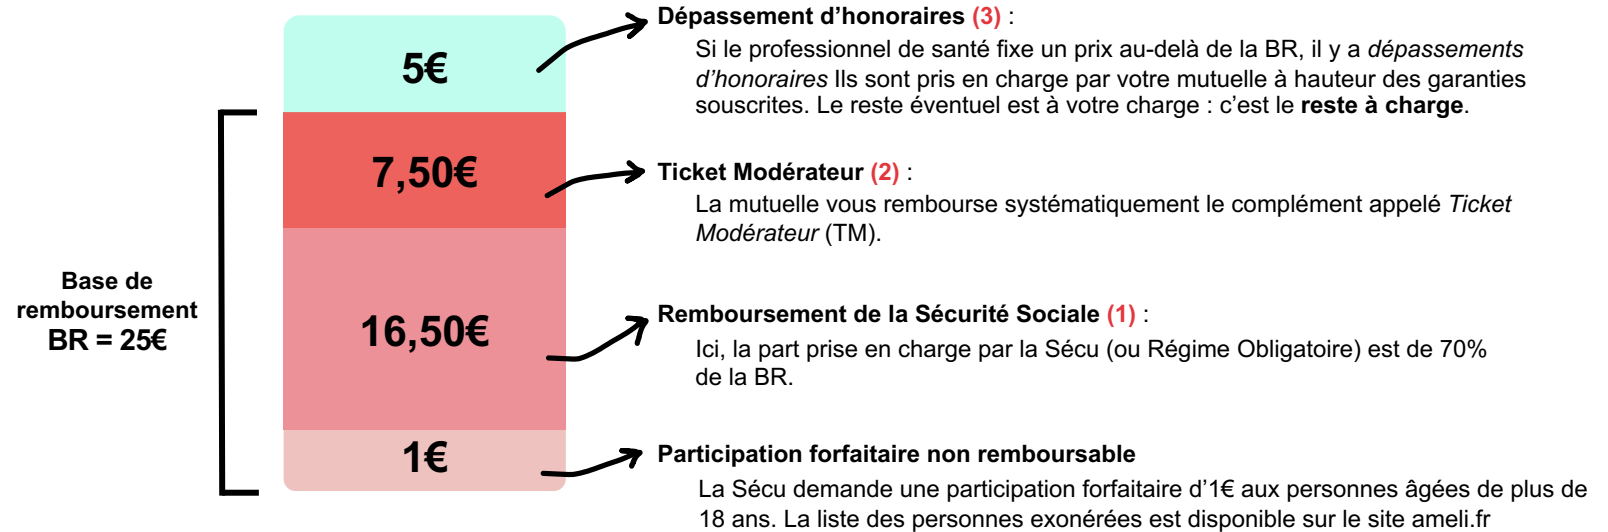 5€
7,50€
16,50€
1€
Base de
remboursement
BR = 25€
Dépassement d’honoraires (3) :
Si le professionnel de santé fixe un prix au-delà de la BR, il y a dépassements
d’honoraires Ils sont pris en charge par votre mutuelle à hauteur des garanties
souscrites. Le reste éventuel est à votre charge : c’est le reste à charge.
Ticket Modérateur (2) :
La mutuelle vous rembourse systématiquement le complément appelé Ticket
Modérateur (TM).
Remboursement de la Sécurité Sociale (1) :
Ici, la part prise en charge par la Sécu (ou Régime Obligatoire) est de 70%
de la BR.
Participation forfaitaire non remboursable
La Sécu demande une participation forfaitaire d’1€ aux personnes âgées de plus de
18 ans. La liste des personnes exonérées est disponible sur le site ameli.fr